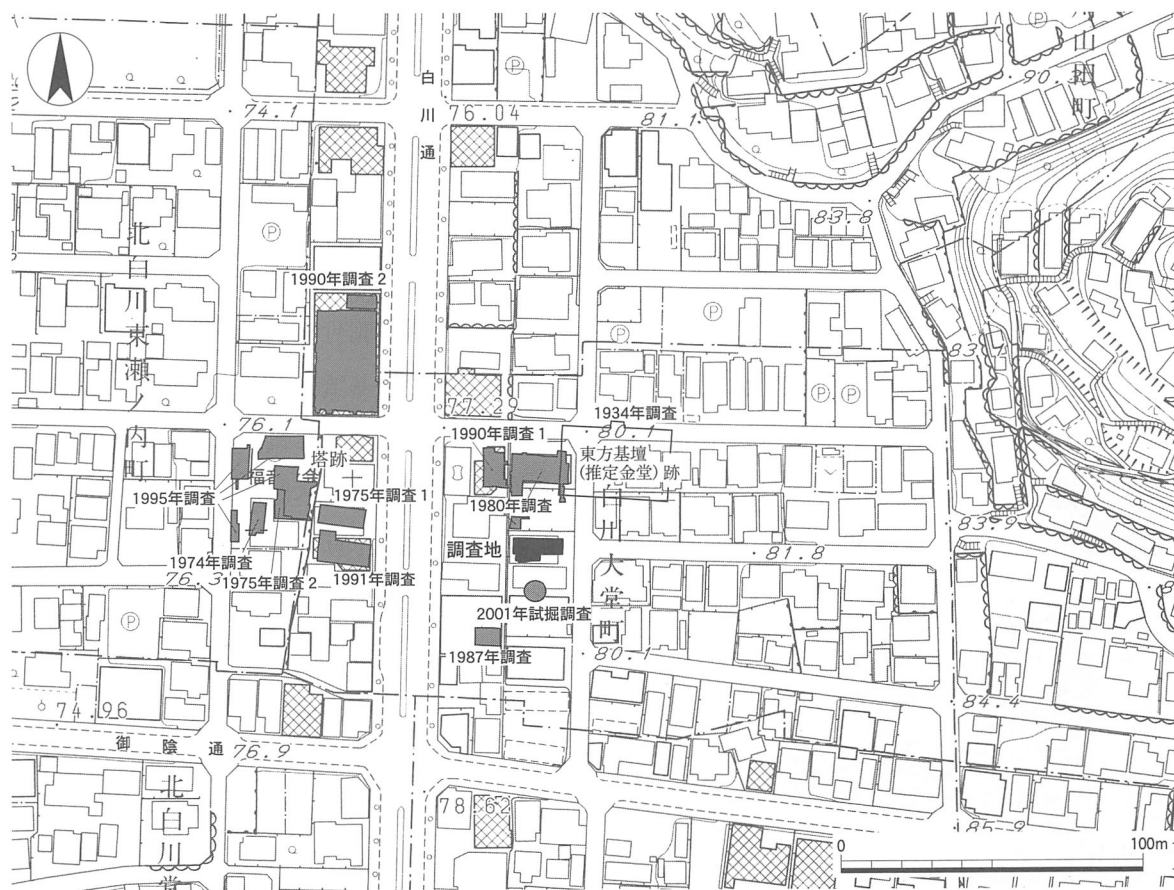 白川通
74.1
76.04
81.1
90.
83.8
1990年調査2
北白川東瀬ノ内町
77.29
76.1
1934年調査
80.1
1990年調査1
東方基壇
(推定金堂)跡
塔跡
1995年調査
1975年調査1
1980年調査
83.9
調査地
81.8
1974年調査
76.3
1975年調査2
1991年調査
白川大堂町
2001年試掘調査
1987年調査
80.1
74.96
84.4
御蔭通
76.9
北白川堂
78.62
85.9
0
100m